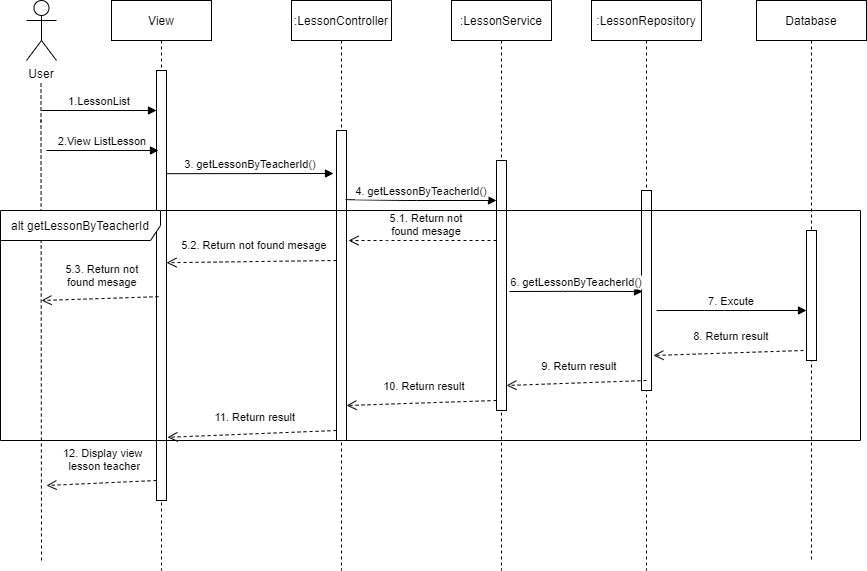 View
:LessonController
:LessonService
:LessonRepository
Database
User
1.LessonList
2.View ListLesson
3. getLessonByTeacherId()
4. getLessonByTeacherId()
alt getLessonByTeacherId
5.1. Return not
found mesage
5.2. Return not found mesage
5.3. Return not
found mesage
6. getLessonByTeacherId()
7. Excute
8. Return result
9. Return result
10. Return result
11. Return result
12. Display view
lesson teacher